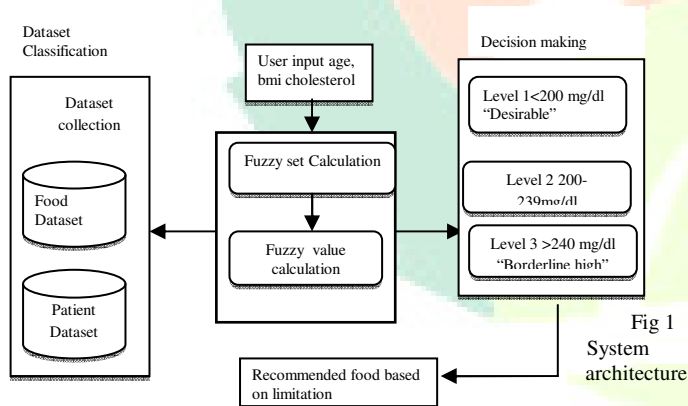 Dataset
Classification
Dataset
collection
Food
Dataset
Patient
Dataset
User input age,
bmi cholesterol
Fuzzy set Calculation
Fuzzy value
calculation
Decision making
Level 1<200 mg/dl
“Desirable”
Level 2 200-
239mg/dl
Level 3 >240 mg/dl
“Borderline high”
Recommended food based
on limitation
Fig 1
System
architecture